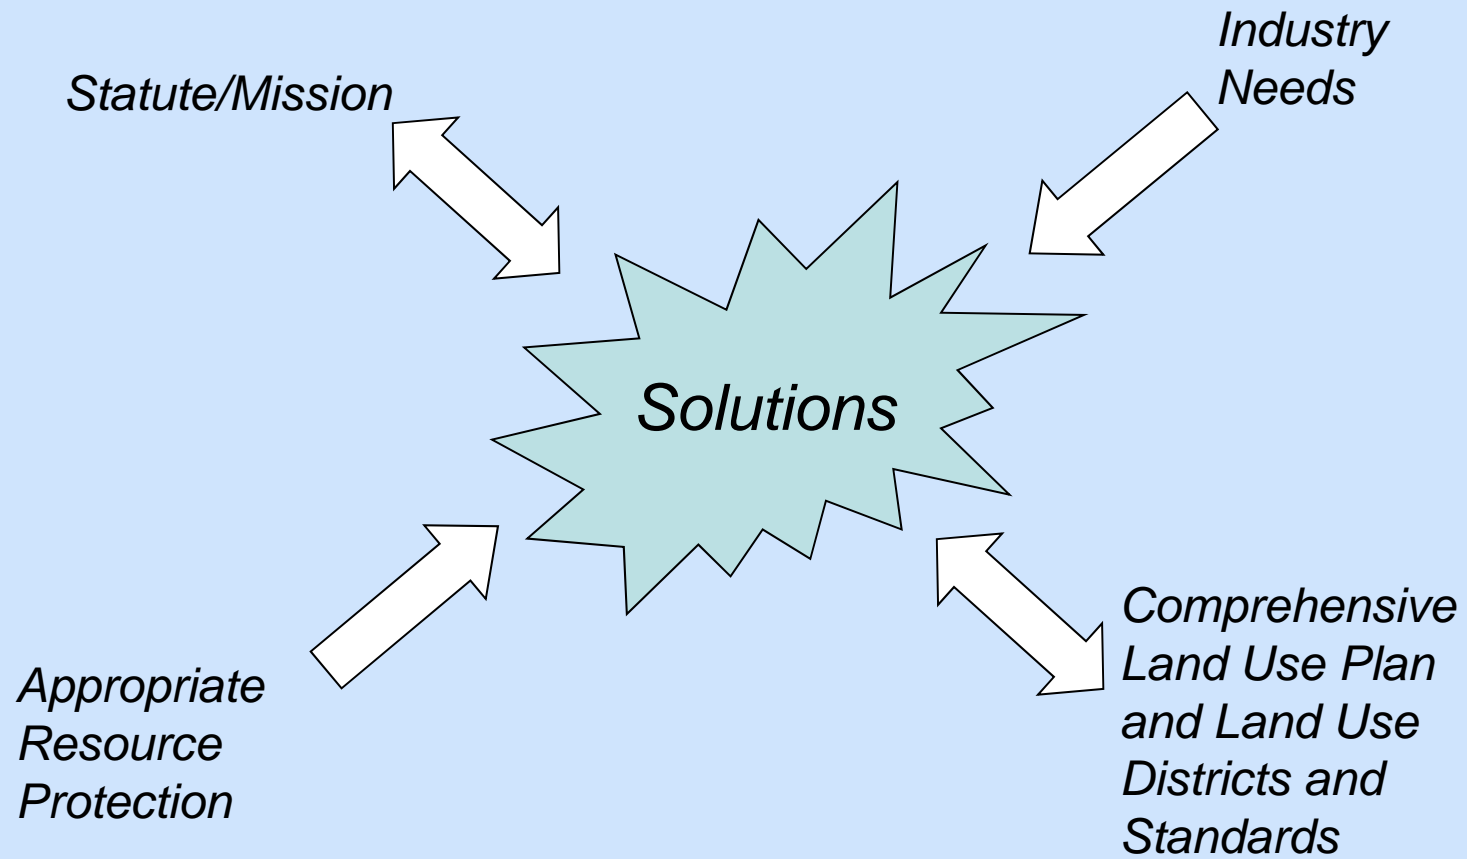 Statute/Mission
Industry
Needs
Solutions
Appropriate
Resource
Protection
Comprehensive
Land Use Plan
and Land Use
Districts and
Standards